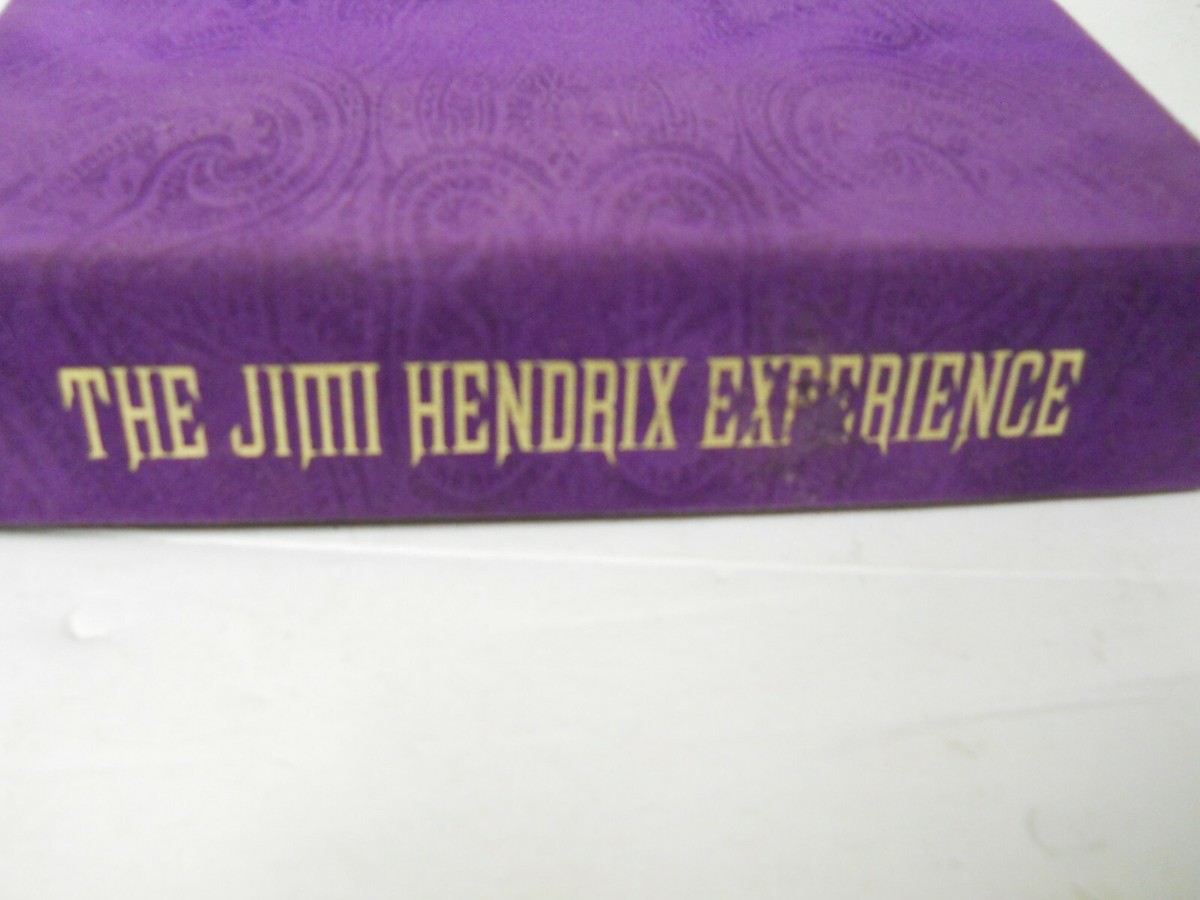 THE JIMI HENDRIX EXPERIENCE